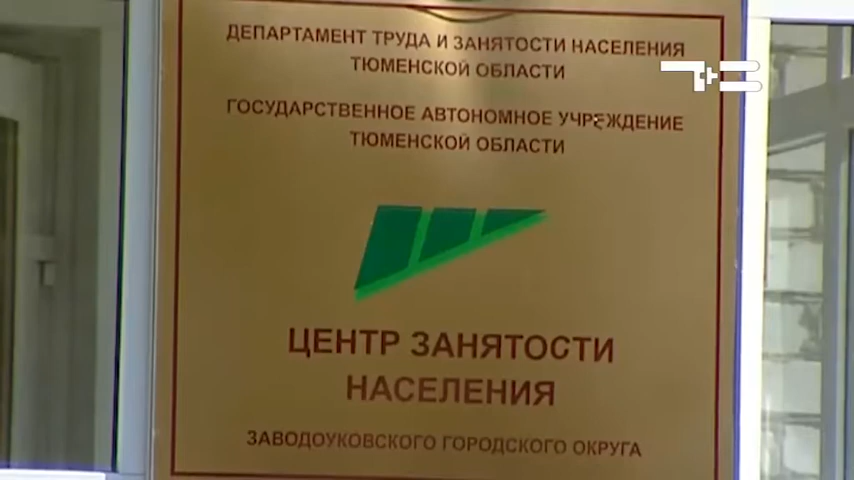 ДЕПАРТАМЕНТ ТРУДА И ЗАНЯТОСТИ НАСЕЛЕНИЯ
ТЮМЕНСКОЙ ОБЛАСТИ
ГОСУДАРСТВЕННОЕ АВТОНОМНОЕ УЧРЕЖДЕНИЕ
ТЮМЕНСКОЙ ОБЛАСТИ
ЦЕНТР ЗАНЯТОСТИ
НАСЕЛЕНИЯ
ЗАВОДОУКОВСКОГО ГОРОДСКОГО ОКРУГА